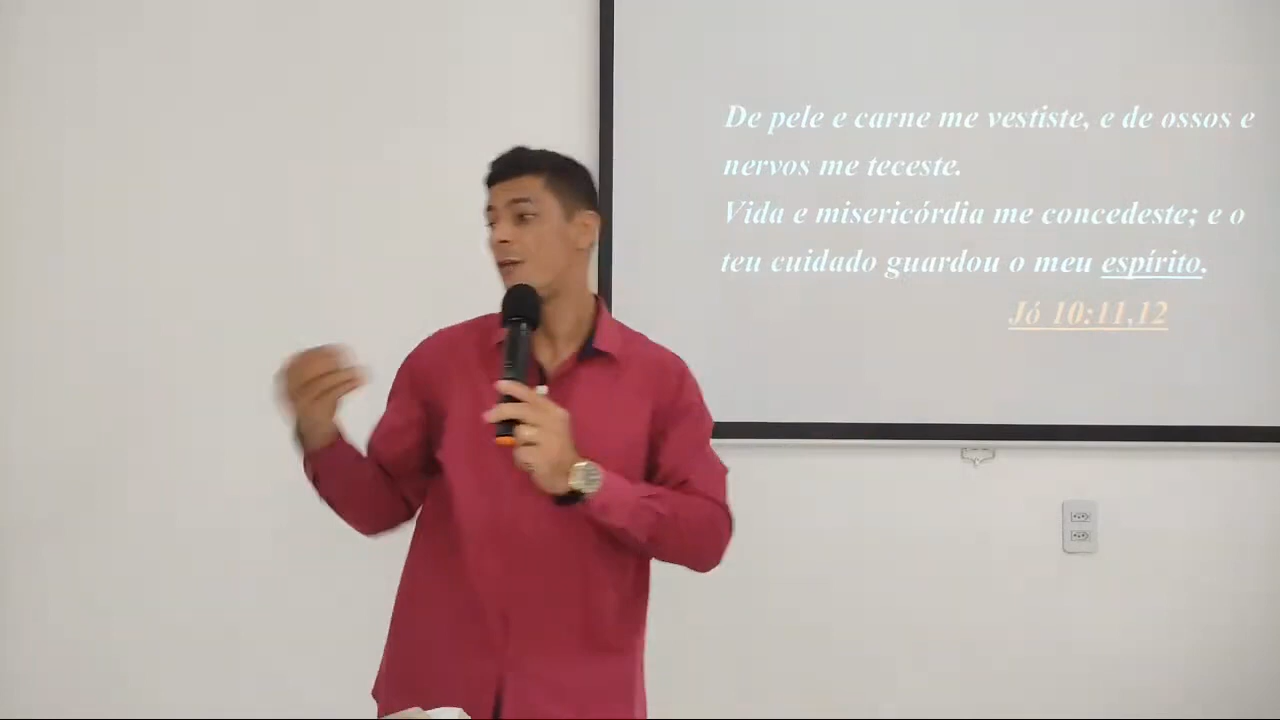 De pele e carne me vestiste, e de ossos e
nervos me teceste.
Vida e misericórdia me concedeste; e o
teu cuidado guardou o meu espírito.
Jó 10:11,12